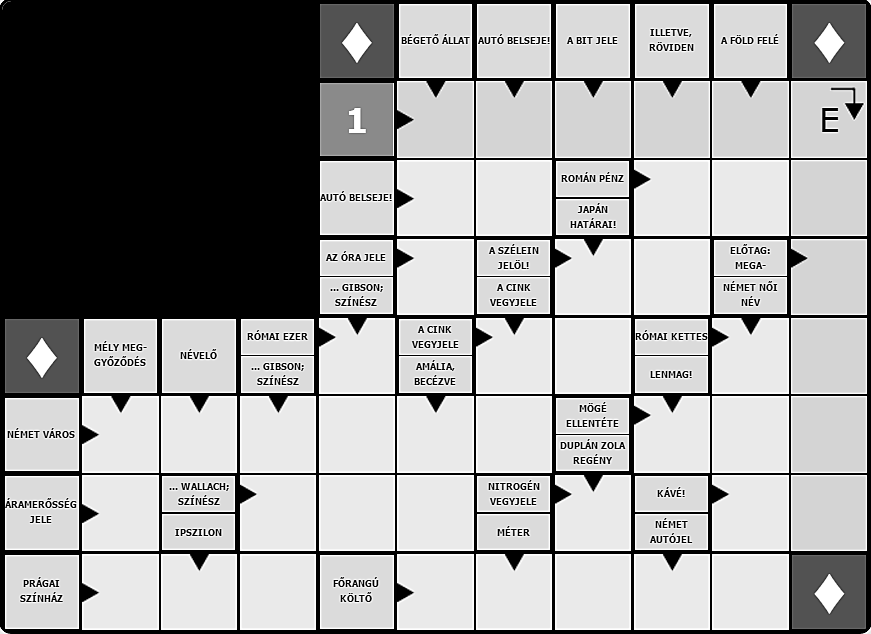 BÉGETŐ ÁLLAT
AUTÓ BELSEJE!
A BIT JELE
ILLETVE,
RÖVIDEN
A FÖLD FELÉ
1
E
AUTÓ BELSEJE!
ROMÁN PÉNZ
JAPÁN
HATÁRAI!
AZ ÓRA JELE
... GIBSON;
SZÍNÉSZ
A SZÉLEIN
JELÖL!
A CINK
VEGYJELE
ELŐTAG:
MEGA-
NÉMET NŐI
NÉV
MÉLY MEG-
GYŐZŐDÉS
NÉVELŐ
RÓMAI EZER
... GIBSON;
SZÍNÉSZ
A CINK
VEGYJELE
AMÁLIA,
BECÉZVE
RÓMAI KETTES
LENMAG!
NÉMET VÁROS
MÖGÉ
ELLENTÉTE
DUPLÁN ZOLA
REGÉNY
ÁRAMERŐSSÉG
JELE
... WALLACH;
SZÍNÉSZ
IPSZILON
NITROGÉN
VEGYJELE
MÉTER
KÁVÉ!
NÉMET
AUTÓJEL
PRÁGAI
SZÍNHÁZ
FŐRANGÚ
KÖLTŐ